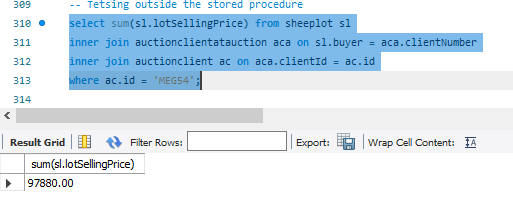 309
310 -- Tetsing outside the stored procedure
310 select sum(sl.lotSellingPrice) from sheeplot sl
311 inner join auctionclientatauction aca on sl.buyer = aca.clientNumber
312 inner join auctionclient ac on aca.clientId = ac.id
313 where ac.id = 'MEG54';
314
Result Grid Filter Rows: Export: Wrap Cell Content: IA
sum(sl.lotSellingPrice)
97880.00